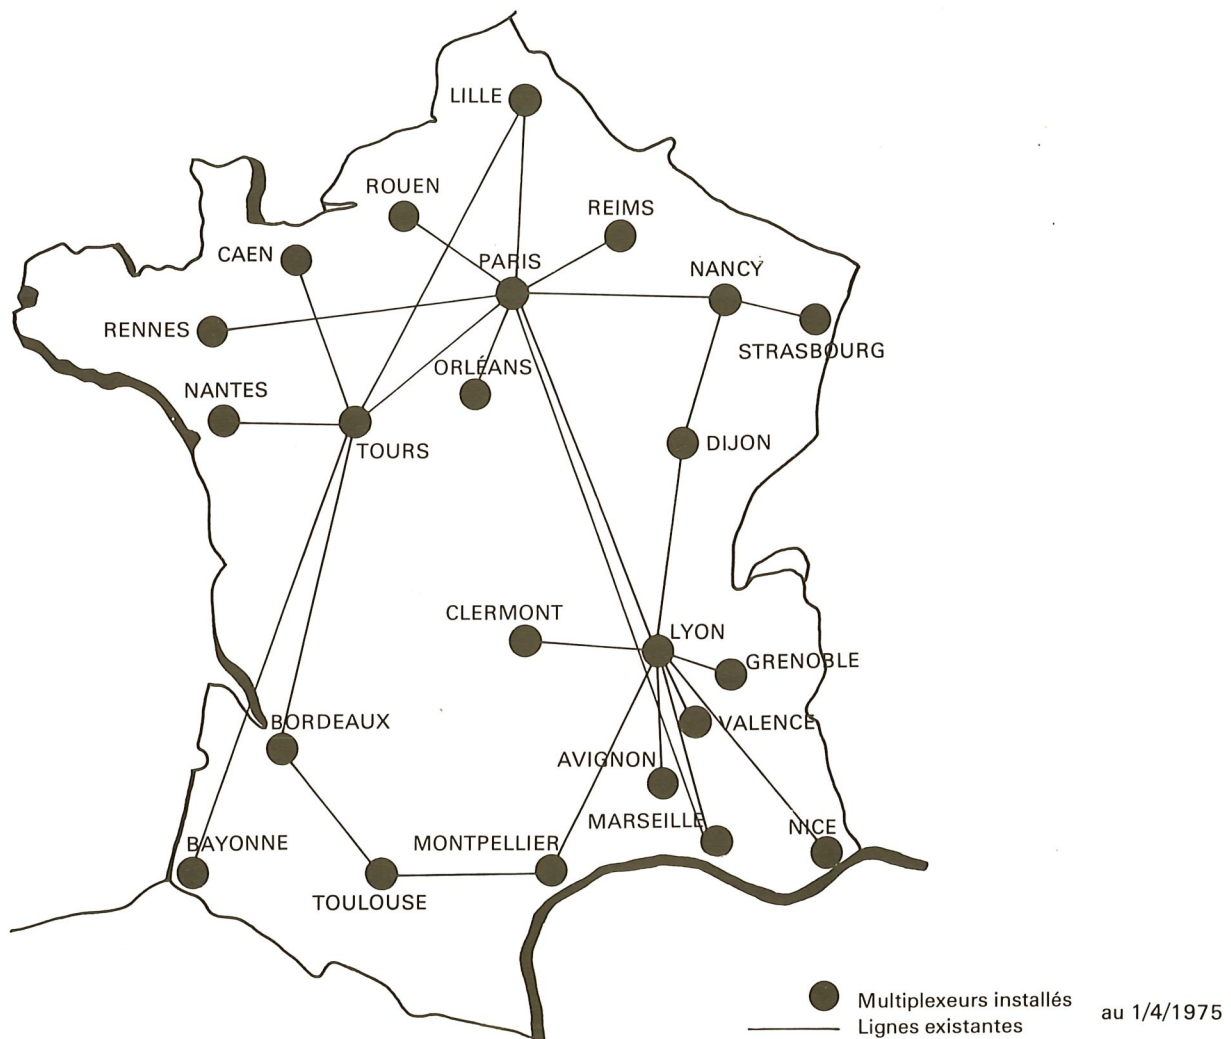 LILLE
ROUEN
REIMS
CAEN
PARIS
NANCY
RENNES
STRASBOURG
ORLÉANS
NANTES
TOURS
DIJON
CLERMONT
LYON
GRENOBLE
BORDEAUX
VALENCE
AVIGNON
MARSEILLE
NICE
BAYONNE
MONTPELLIER
TOULOUSE
Multiplexeurs installés
Lignes existantes
au 1/4/1975